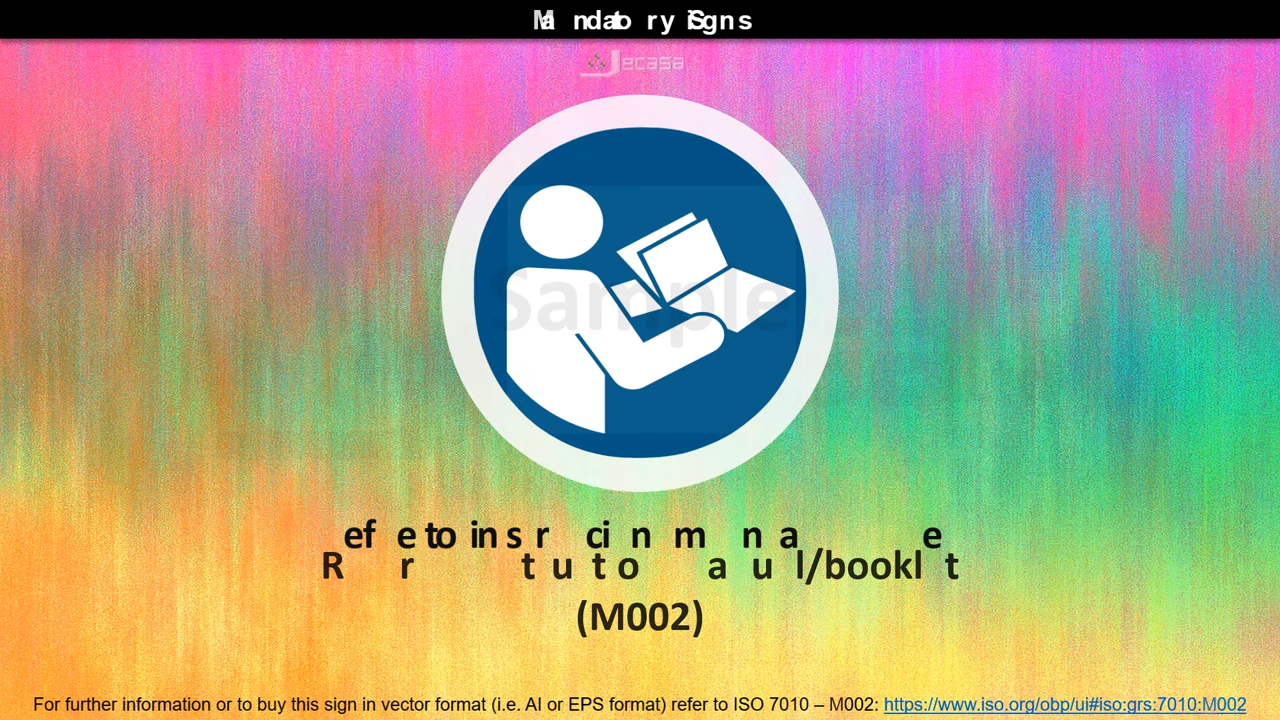 Mandatory Signs
Jecasa
Sample
Refer to instruction manual/booklet
(M002)
For further information or to buy this sign in vector format (i.e. AI or EPS format) refer to ISO 7010 – M002: https://www.iso.org/obp/ui#iso:grs:7010:M002